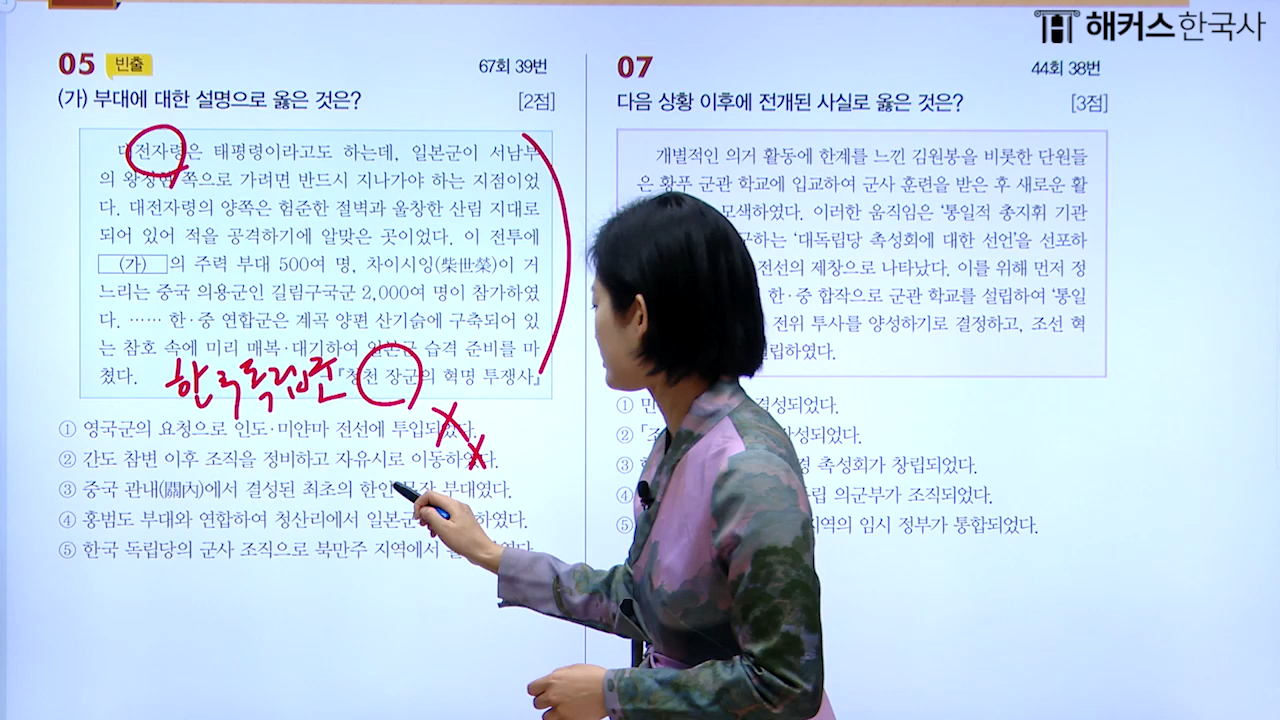 해커스한국사
05 빈출
67회 39번
(가) 부대에 대한 설명으로 옳은 것은?
[2점]
대전자령은 태평령이라고도 하는데, 일본군이 서남부
의 왕청현 쪽으로 가려면 반드시 지나가야 하는 지점이었
다. 대전자령의 양쪽은 험준한 절벽과 울창한 산림 지대로
되어 있어 적을 공격하기에 알맞은 곳이었다. 이 전투에
(가) 의 주력 부대 500여 명, 차이시잉(柴世榮)이 거
느리는 중국 의용군인 길림구국군 2,000여 명이 참가하였
다. …… 한·중 연합군은 계곡 양편 산기슭에 구축되어 있
는 참호 속에 미리 매복·대기하여 일본군 습격 준비를 마
쳤다.
『청천 장군의 혁명 투쟁사』
한국독립군
① 영국군의 요청으로 인도·미얀마 전선에 투입되었다.
② 간도 참변 이후 조직을 정비하고 자유시로 이동하였다.
③ 중국 관내(關內)에서 결성된 최초의 한인 무장 부대였다.
④ 홍범도 부대와 연합하여 청산리에서 일본군 하였다.
⑤ 한국 독립당의 군사 조직으로 북만주 지역에서
07
44회 38번
다음 상황 이후에 전개된 사실로 옳은 것은?
[3점]
개별적인 의거 활동에 한계를 느낀 김원봉을 비롯한 단원들
은 황푸 군관 학교에 입교하여 군사 훈련을 받은 후 새로운 활
모색하였다. 이러한 움직임은 '통일적 총지휘 기관
구하는 '대독립당 촉성회에 대한 선언'을 선포하
전선의 제창으로 나타났다. 이를 위해 먼저 정
한·중 합작으로 군관 학교를 설립하여 '통일
전위 투사를 양성하기로 결정하고, 조선 혁
립하였다.
① 결성되었다.
② 성되었다.
③ 촉성회가 창립되었다.
④ 립 의군부가 조직되었다.
⑤ 지역의 임시 정부가 통합되었다.